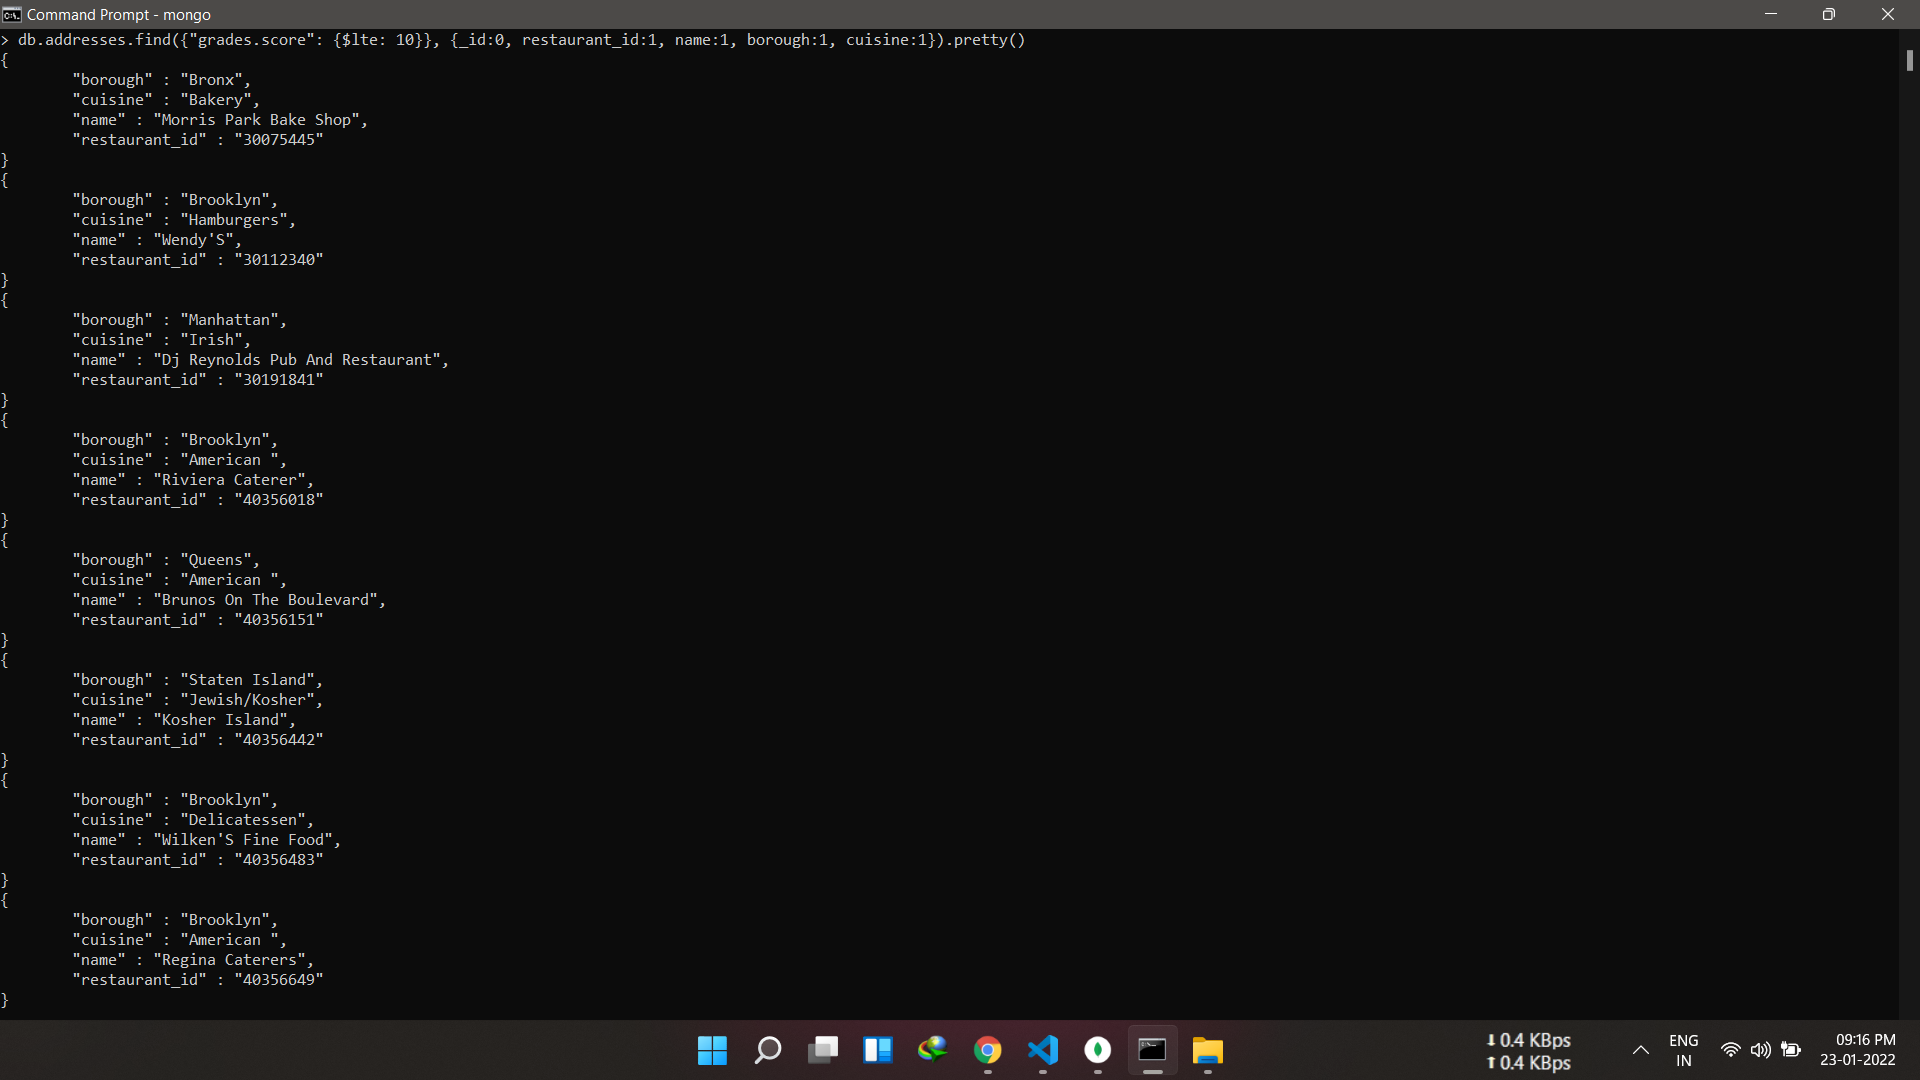 Command Prompt - mongo
> db.addresses.find({"grades.score": {$lte: 10}}, {_id:0, restaurant_id:1, name:1, borough:1, cuisine:1}).pretty()
{
"borough" : "Bronx",
"cuisine" : "Bakery",
"name" : "Morris Park Bake Shop",
"restaurant_id" : "30075445"
}
{
"borough" : "Brooklyn",
"cuisine" : "Hamburgers",
"name" : "Wendy'S",
"restaurant_id" : "30112340"
}
{
"borough" : "Manhattan",
"cuisine" : "Irish",
"name" : "Dj Reynolds Pub And Restaurant",
"restaurant_id" : "30191841"
}
{
"borough" : "Brooklyn",
"cuisine" : "American ",
"name" : "Riviera Caterer",
"restaurant_id" : "40356018"
}
{
"borough" : "Queens",
"cuisine" : "American ",
"name" : "Brunos On The Boulevard",
"restaurant_id" : "40356151"
}
{
"borough" : "Staten Island",
"cuisine" : "Jewish/Kosher",
"name" : "Kosher Island",
"restaurant_id" : "40356442"
}
{
"borough" : "Brooklyn",
"cuisine" : "Delicatessen",
"name" : "Wilken'S Fine Food",
"restaurant_id" : "40356483"
}
{
"borough" : "Brooklyn",
"cuisine" : "American ",
"name" : "Regina Caterers",
"restaurant_id" : "40356649"
}
0.4 KBps
0.4 KBps
ENG
IN
09:16 PM
23-01-2022